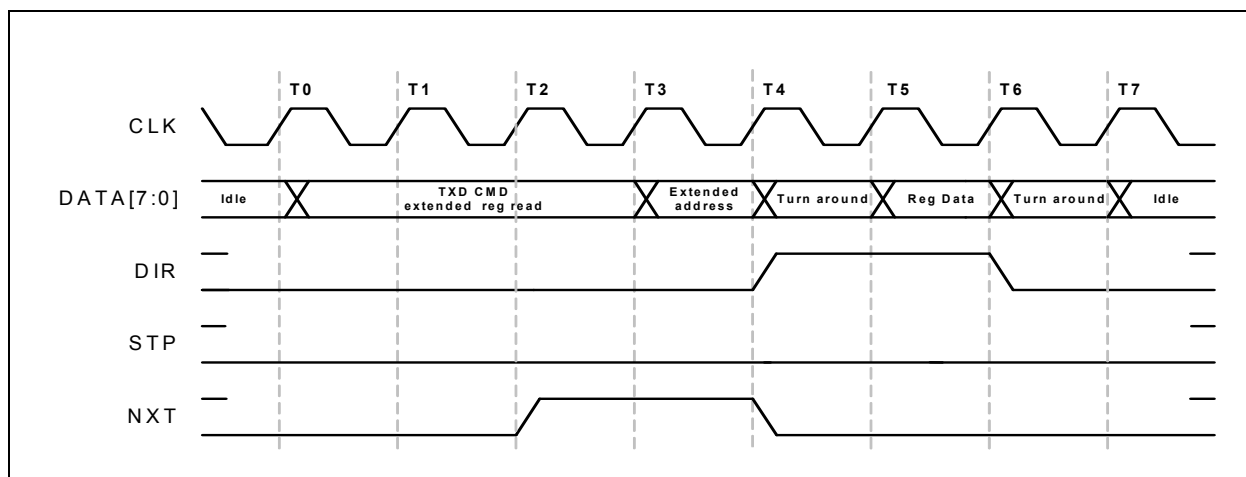 T0 T1 T2 T3 T4 T5 T6 T7
CLK
DATA[7:0] Idle TXD CMD Extended Turn around Reg Data Turn around Idle
extended reg read address
DIR
STP
NXT